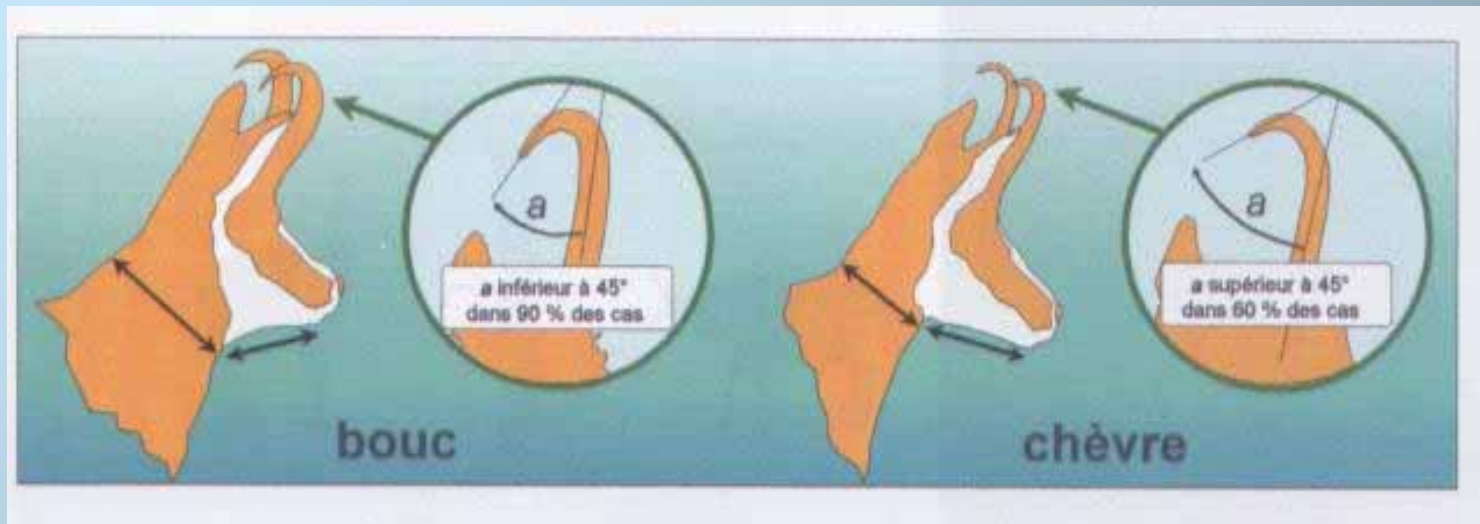 a
a inférieur à 45°
dans 90 % des cas
bouc
a
a supérieur à 45°
dans 60 % des cas
chèvre